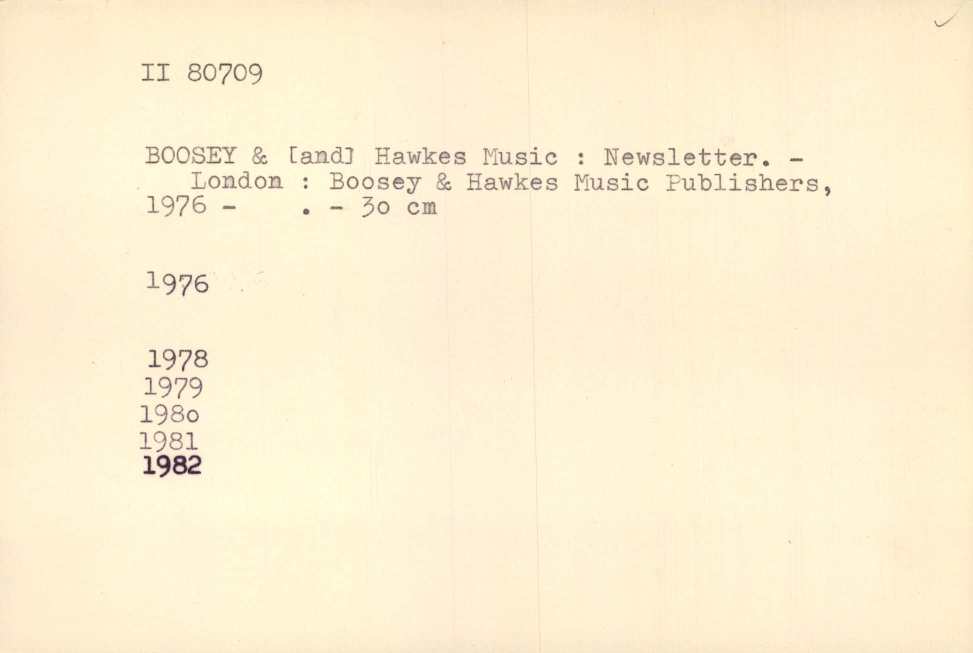 II 80709
BOOSEY & [and] Hawkes Music : Newsletter. -
London : Boosey & Hawkes Music Publishers,
1976 - . - 30 cm
1976
1978
1979
1980
1981
1982